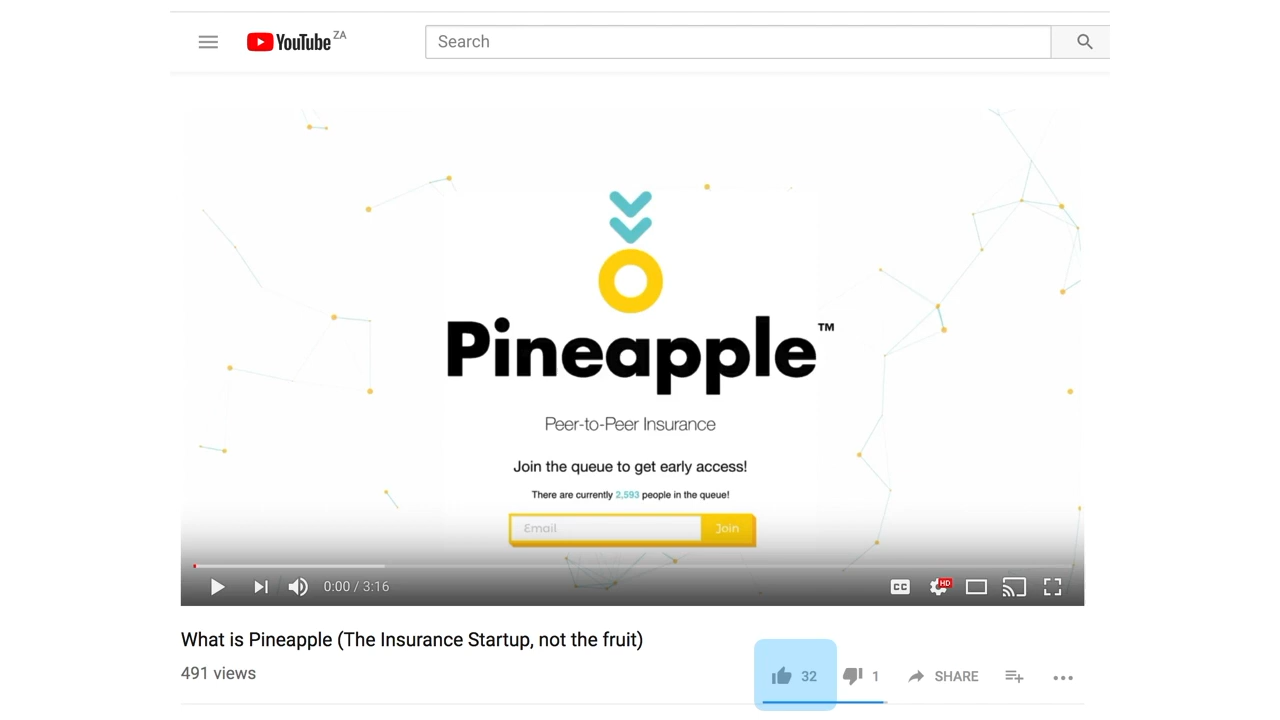 YouTube ZA
Search
Pineapple™
Peer-to-Peer Insurance
Join the queue to get early access!
There are currently 2,593 people in the queue!
Email Join
0:00 / 3:16 CC HD
What is Pineapple (The Insurance Startup, not the fruit)
491 views 32 1 SHARE